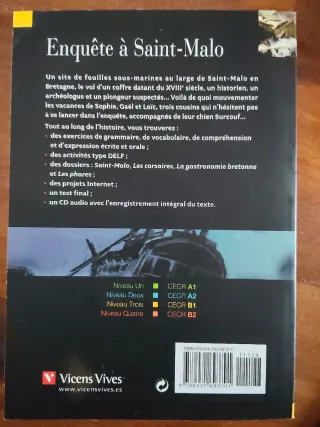 Enquête à Saint-Malo
Un site de fouilles sous-marines au large de Saint-Malo en
Bretagne, le vol d'un coffre datant du XVIIIe siècle, un historien, un
archéologue et un plongeur suspectés... Voilà de quoi mouvementer
les vacances de Sophie, Gaël et Loïc, trois cousins qui n'hésitent pas
à se lancer dans l'enquête, accompagnés de leur chien Surcouf...
Tout au long de l'histoire, vous trouverez :
· des exercices de grammaire, de vocabulaire, de compréhension
et d'expression écrite et orale ;
· des activités type DELF ;
· des dossiers : Saint-Malo, Les corsaires, La gastronomie bretonne
et Les phares ;
· des projets Internet ;
· un test final ;
· un CD audio avec l'enregistrement intégral du texte.
Niveau Un CECR A1
Niveau Deux CECR A2
Niveau Trois CECR B1
Niveau Quatre CECR B2
Vicens Vives
www.vicensvives.es